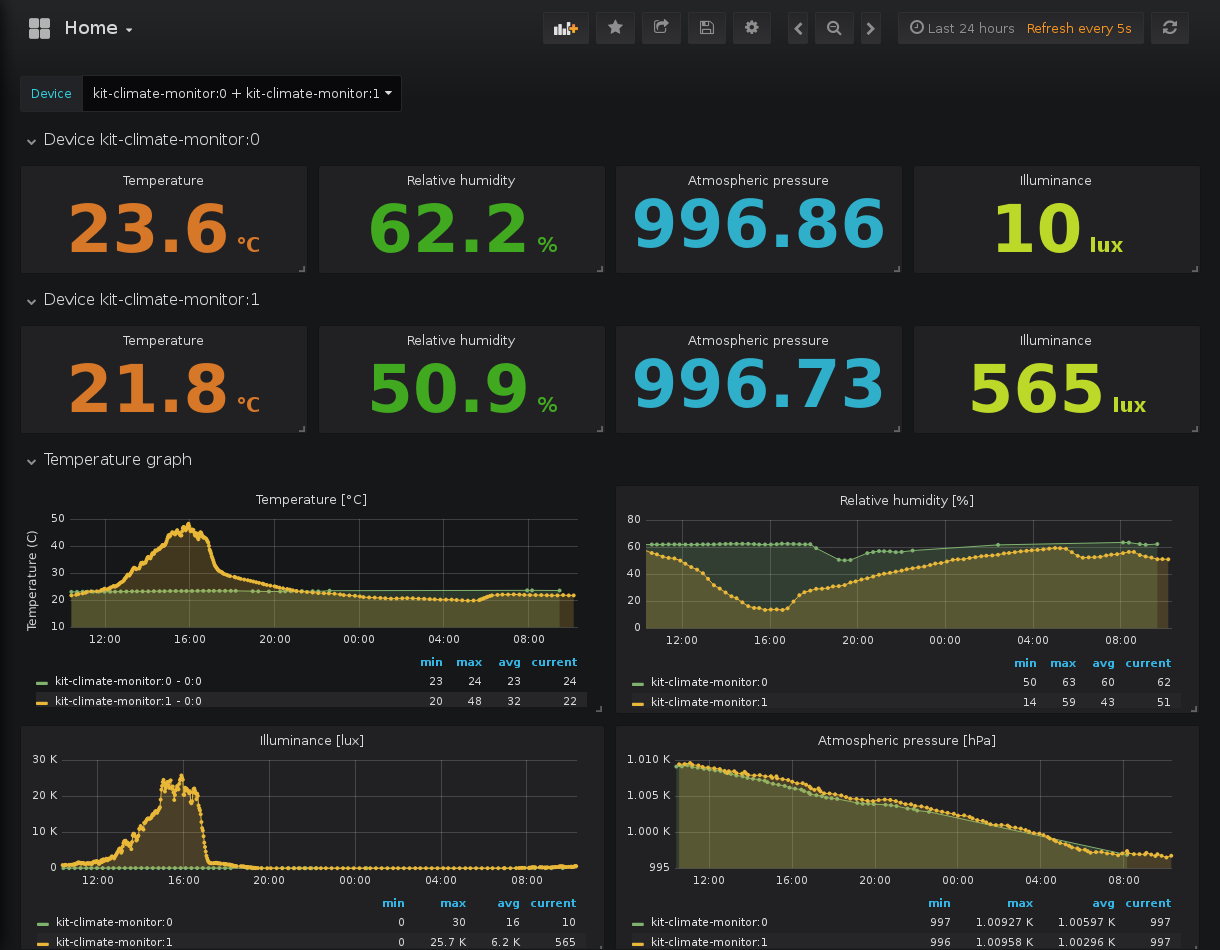 Home
Last 24 hours Refresh every 5s
Device kit-climate-monitor:0 + kit-climate-monitor:1
Device kit-climate-monitor:0
Temperature Relative humidity Atmospheric pressure Illuminance
23.6 °C 62.2 % 996.86 10 lux
Device kit-climate-monitor:1
Temperature Relative humidity Atmospheric pressure Illuminance
21.8 °C 50.9 % 996.73 565 lux
Temperature graph
Temperature [°C]
Temperature (C)
50
40
30
20
10
12:00 16:00 20:00 00:00 04:00 08:00
min max avg current
kit-climate-monitor:0 - 0:0 23 24 23 24
kit-climate-monitor:1 - 0:0 20 48 32 22
Relative humidity [%]
80
60
40
20
0
12:00 16:00 20:00 00:00 04:00 08:00
min max avg current
kit-climate-monitor:0 50 63 60 62
kit-climate-monitor:1 14 59 43 51
Illuminance [lux]
30 K
20 K
10 K
0
12:00 16:00 20:00 00:00 04:00 08:00
min max avg current
kit-climate-monitor:0 0 30 16 10
kit-climate-monitor:1 0 25.7 K 6.2 K 565
Atmospheric pressure [hPa]
1.010 K
1.005 K
1.000 K
995
12:00 16:00 20:00 00:00 04:00 08:00
min max avg current
kit-climate-monitor:0 997 1.00927 K 1.00597 K 997
kit-climate-monitor:1 996 1.00958 K 1.00296 K 997